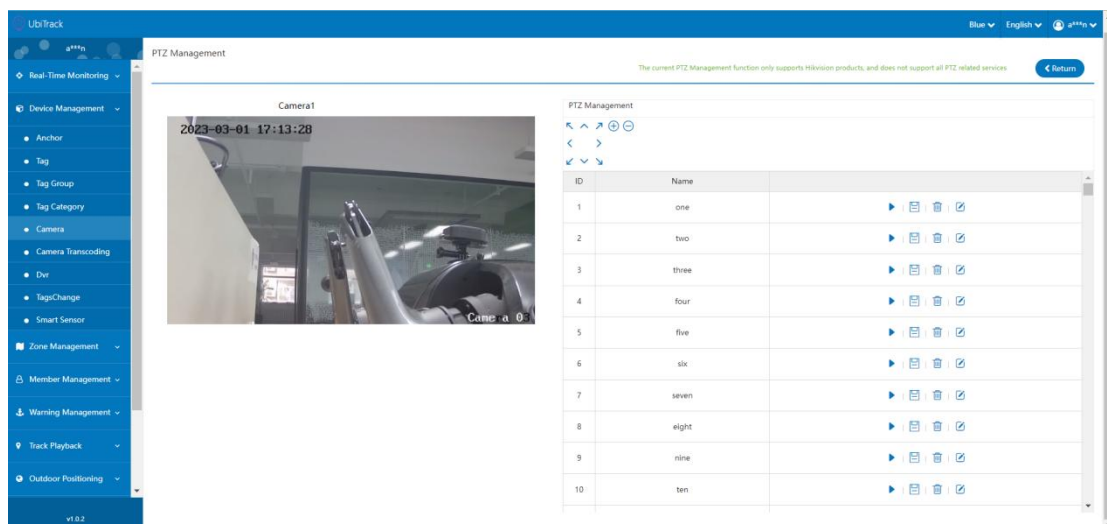 UbiTrack
Blue English a***n
a***n
Real-Time Monitoring
Device Management
Anchor
Tag
Tag Group
Tag Category
Camera
Camera Transcoding
Dvr
TagsChange
Smart Sensor
Zone Management
Member Management
Warning Management
Track Playback
Outdoor Positioning
v1.0.2
PTZ Management
The current PTZ Management function only supports Hikvision products, and does not support all PTZ related services
Return
Camera1
2023-03-01 17:13:28
Came a 0
PTZ Management
ID Name
1 one
2 two
3 three
4 four
5 five
6 six
7 seven
8 eight
9 nine
10 ten